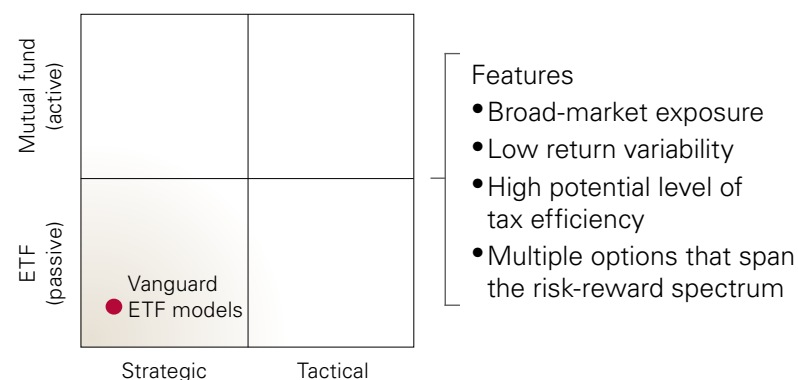 Mutual fund
(active)
ETF
(passive)
Vanguard
ETF models
Strategic
Tactical
Features
•Broad-market exposure
•Low return variability
•High potential level of
tax efficiency
•Multiple options that span
the risk-reward spectrum